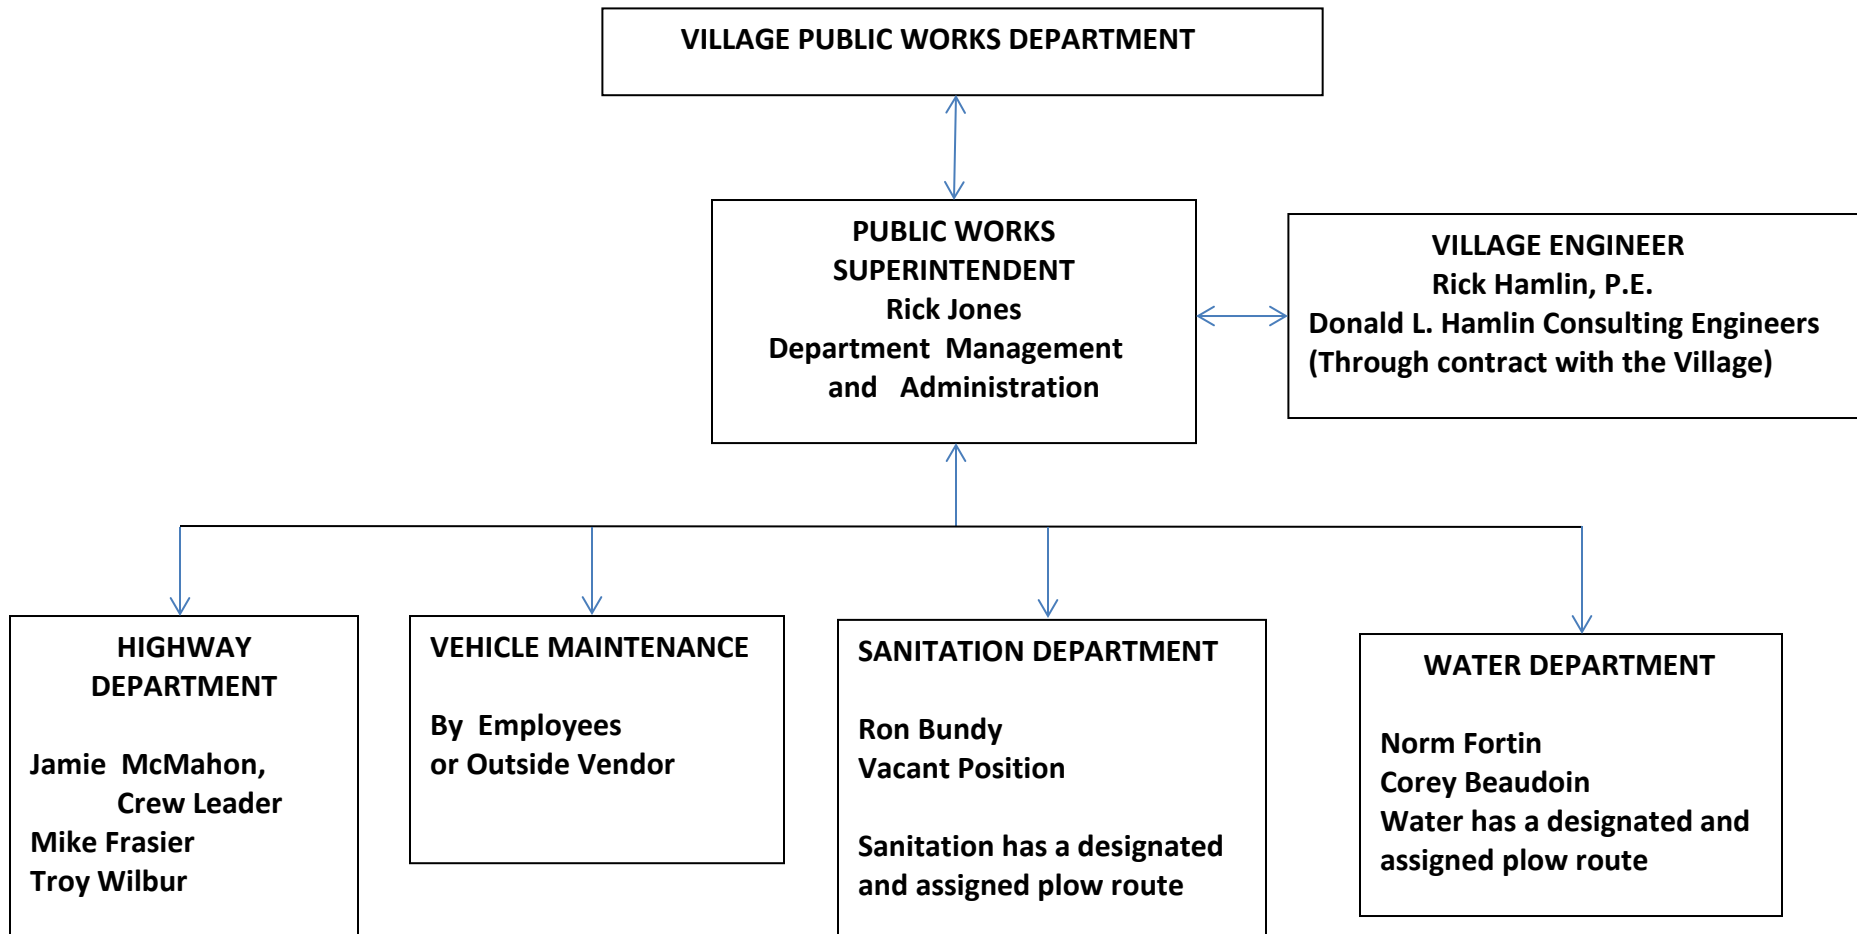 VILLAGE PUBLIC WORKS DEPARTMENT
PUBLIC WORKS
SUPERINTENDENT
Rick Jones
Department Management
and Administration
VILLAGE ENGINEER
Rick Hamlin, P.E.
Donald L. Hamlin Consulting Engineers
(Through contract with the Village)
HIGHWAY
DEPARTMENT
Jamie McMahon,
Crew Leader
Mike Frasier
Troy Wilbur
VEHICLE MAINTENANCE
By Employees
or Outside Vendor
SANITATION DEPARTMENT
Ron Bundy
Vacant Position
Sanitation has a designated
and assigned plow route
WATER DEPARTMENT
Norm Fortin
Corey Beaudoin
Water has a designated and
assigned plow route